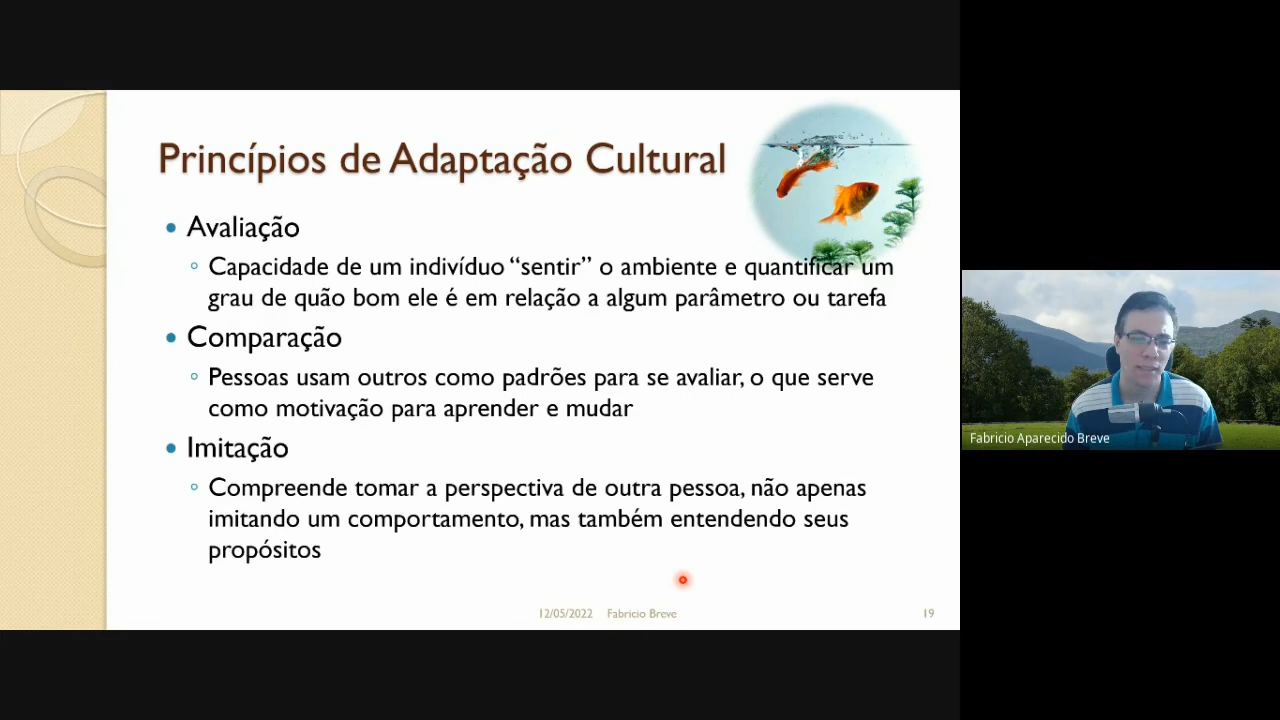 Princípios de Adaptação Cultural
• Avaliação
◦ Capacidade de um indivíduo “sentir” o ambiente e quantificar um
grau de quão bom ele é em relação a algum parâmetro ou tarefa
• Comparação
◦ Pessoas usam outros como padrões para se avaliar, o que serve
como motivação para aprender e mudar
• Imitação
◦ Compreende tomar a perspectiva de outra pessoa, não apenas
imitando um comportamento, mas também entendendo seus
propósitos
12/05/2022 Fabricio Breve 19
Fabricio Aparecido Breve